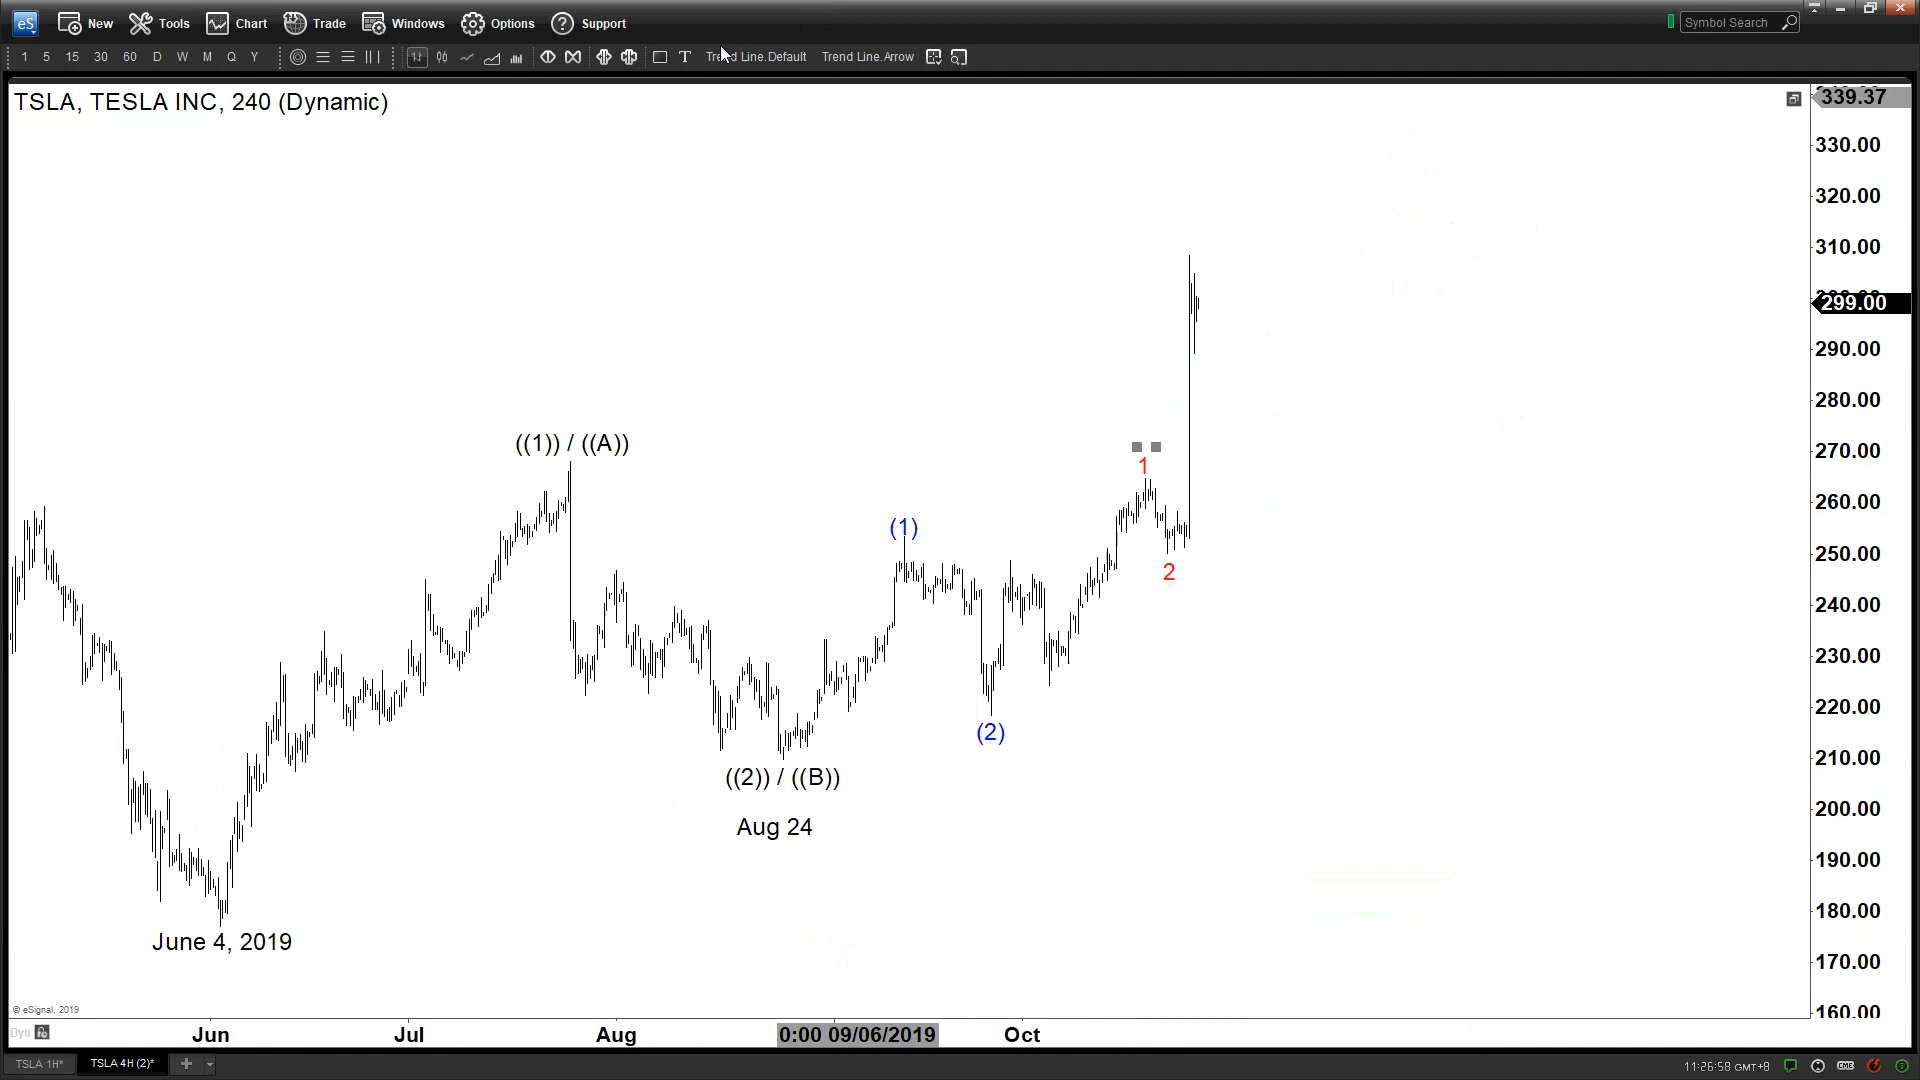 eS New Tools Chart Trade Windows Options Support Symbol Search
1 5 15 30 60 D W M Q Y T Trend Line.Default Trend Line.Arrow
TSLA, TESLA INC, 240 (Dynamic)
339.37
330.00
320.00
310.00
299.00
290.00
280.00
270.00
260.00
250.00
240.00
230.00
220.00
210.00
200.00
190.00
180.00
170.00
160.00
((1)) / ((A))
1
(1)
2
(2)
((2)) / ((B))
Aug 24
June 4, 2019
© eSignal, 2019
Dyn
Jun Jul Aug 0:00 09/06/2019 Oct
TSLA 1H* TSLA 4H (2)* 11:26:58 GMT+8 CME